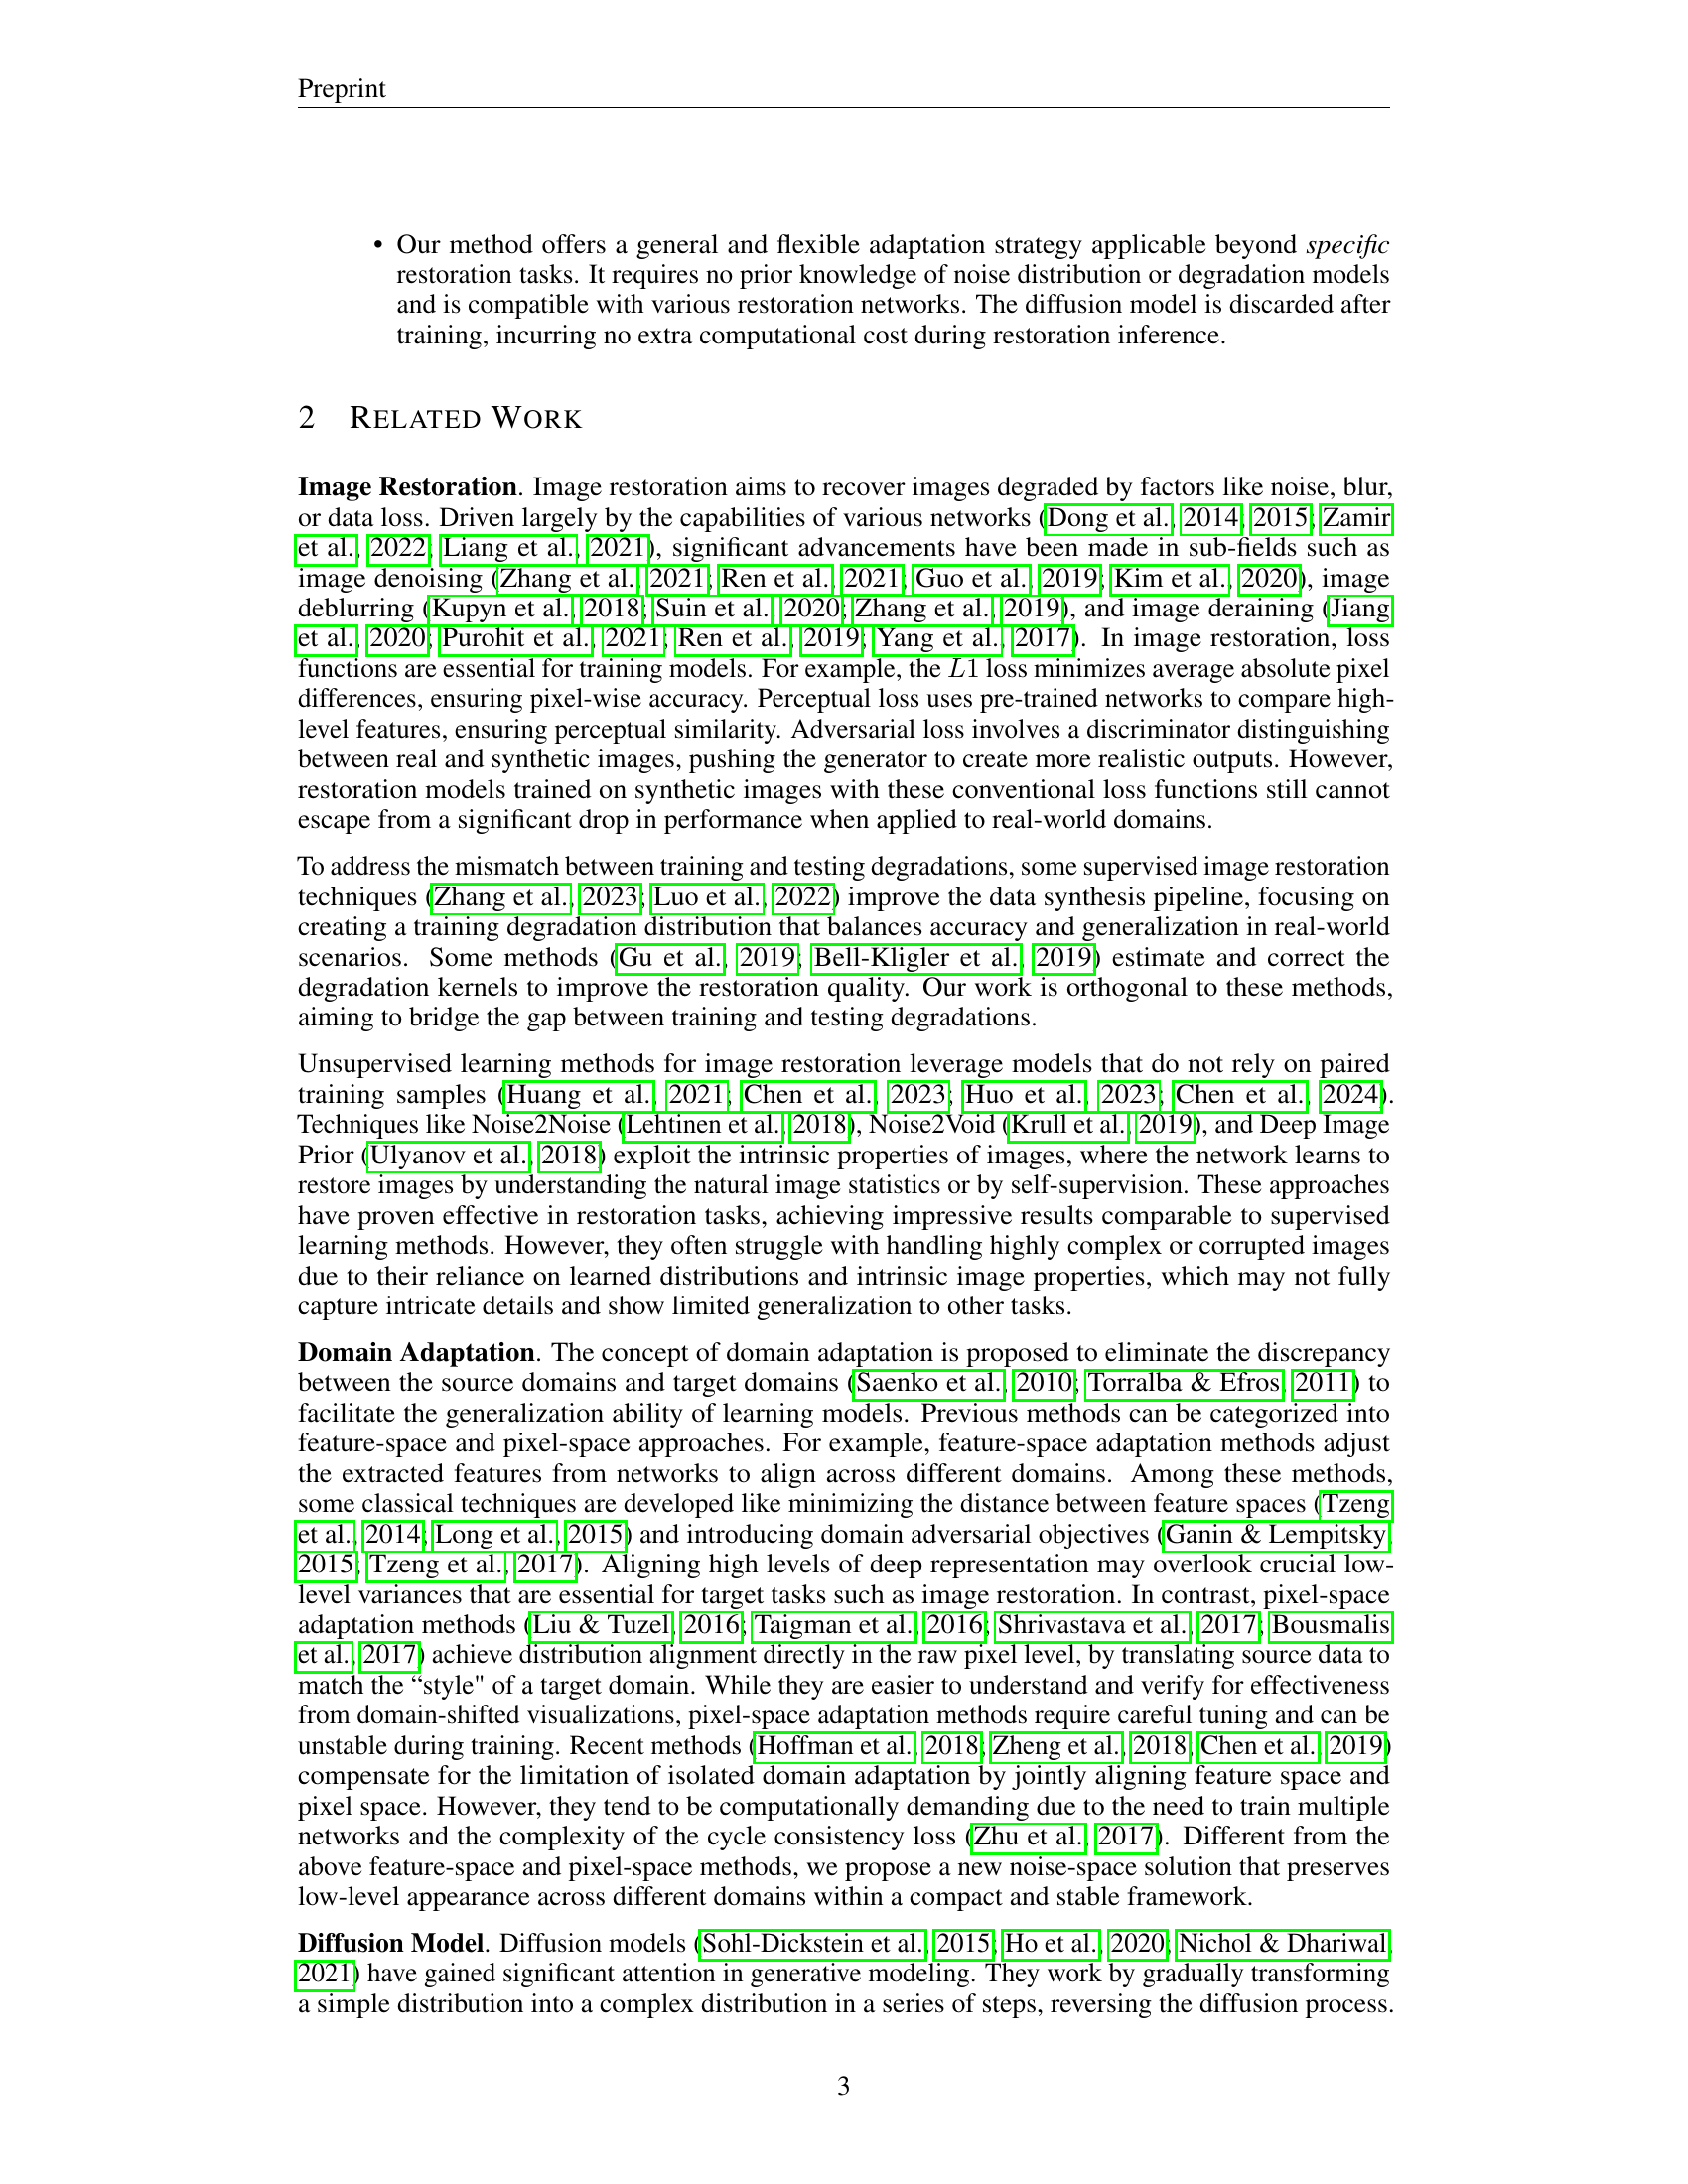 Preprint
• Our method offers a general and flexible adaptation strategy applicable beyond specific
restoration tasks. It requires no prior knowledge of noise distribution or degradation models
and is compatible with various restoration networks. The diffusion model is discarded after
training, incurring no extra computational cost during restoration inference.
2 RELATED WORK
Image Restoration. Image restoration aims to recover images degraded by factors like noise, blur,
or data loss. Driven largely by the capabilities of various networks (Dong et al., 2014; 2015; Zamir
et al., 2022; Liang et al., 2021), significant advancements have been made in sub-fields such as
image denoising (Zhang et al., 2021; Ren et al., 2021; Guo et al., 2019; Kim et al., 2020), image
deblurring (Kupyn et al., 2018; Suin et al., 2020; Zhang et al., 2019), and image deraining (Jiang
et al., 2020; Purohit et al., 2021; Ren et al., 2019; Yang et al., 2017). In image restoration, loss
functions are essential for training models. For example, the L1 loss minimizes average absolute pixel
differences, ensuring pixel-wise accuracy. Perceptual loss uses pre-trained networks to compare high-
level features, ensuring perceptual similarity. Adversarial loss involves a discriminator distinguishing
between real and synthetic images, pushing the generator to create more realistic outputs. However,
restoration models trained on synthetic images with these conventional loss functions still cannot
escape from a significant drop in performance when applied to real-world domains.
To address the mismatch between training and testing degradations, some supervised image restoration
techniques (Zhang et al., 2023; Luo et al., 2022) improve the data synthesis pipeline, focusing on
creating a training degradation distribution that balances accuracy and generalization in real-world
scenarios. Some methods (Gu et al., 2019; Bell-Kligler et al., 2019) estimate and correct the
degradation kernels to improve the restoration quality. Our work is orthogonal to these methods,
aiming to bridge the gap between training and testing degradations.
Unsupervised learning methods for image restoration leverage models that do not rely on paired
training samples (Huang et al., 2021; Chen et al., 2023; Huo et al., 2023; Chen et al., 2024).
Techniques like Noise2Noise (Lehtinen et al., 2018), Noise2Void (Krull et al., 2019), and Deep Image
Prior (Ulyanov et al., 2018) exploit the intrinsic properties of images, where the network learns to
restore images by understanding the natural image statistics or by self-supervision. These approaches
have proven effective in restoration tasks, achieving impressive results comparable to supervised
learning methods. However, they often struggle with handling highly complex or corrupted images
due to their reliance on learned distributions and intrinsic image properties, which may not fully
capture intricate details and show limited generalization to other tasks.
Domain Adaptation. The concept of domain adaptation is proposed to eliminate the discrepancy
between the source domains and target domains (Saenko et al., 2010; Torralba & Efros, 2011) to
facilitate the generalization ability of learning models. Previous methods can be categorized into
feature-space and pixel-space approaches. For example, feature-space adaptation methods adjust
the extracted features from networks to align across different domains. Among these methods,
some classical techniques are developed like minimizing the distance between feature spaces (Tzeng
et al., 2014; Long et al., 2015) and introducing domain adversarial objectives (Ganin & Lempitsky,
2015; Tzeng et al., 2017). Aligning high levels of deep representation may overlook crucial low-
level variances that are essential for target tasks such as image restoration. In contrast, pixel-space
adaptation methods (Liu & Tuzel, 2016; Taigman et al., 2016; Shrivastava et al., 2017; Bousmalis
et al., 2017) achieve distribution alignment directly in the raw pixel level, by translating source data to
match the “style" of a target domain. While they are easier to understand and verify for effectiveness
from domain-shifted visualizations, pixel-space adaptation methods require careful tuning and can be
unstable during training. Recent methods (Hoffman et al., 2018; Zheng et al., 2018; Chen et al., 2019)
compensate for the limitation of isolated domain adaptation by jointly aligning feature space and
pixel space. However, they tend to be computationally demanding due to the need to train multiple
networks and the complexity of the cycle consistency loss (Zhu et al., 2017). Different from the
above feature-space and pixel-space methods, we propose a new noise-space solution that preserves
low-level appearance across different domains within a compact and stable framework.
Diffusion Model. Diffusion models (Sohl-Dickstein et al., 2015; Ho et al., 2020; Nichol & Dhariwal,
2021) have gained significant attention in generative modeling. They work by gradually transforming
a simple distribution into a complex distribution in a series of steps, reversing the diffusion process.
3